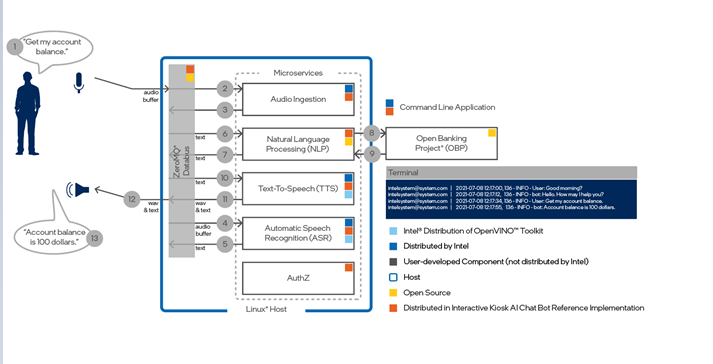 1
"Get my account
balance."
audio
buffer
ZeroMQ*
Databus
Microservices
2
Audio Ingestion
3
Command Line Application
6
text
Natural Language
Processing (NLP)
7
text
8
Open Banking
Project* (OBP)
9
10
text
Text-To-Speech (TTS)
11
wav
& text
12
wav
& text
4
audio
buffer
Automatic Speech
Recognition (ASR)
5
text
"Account balance
is 100 dollars."
13
AuthZ
Linux* Host
Terminal
intelsystem@system.com | 2021-07-08 12:17:00, 136 - INFO - User: Good morning?
intelsystem@system.com | 2021-07-08 12:17:12, 136 - INFO - bot: Hello. How may I help you?
intelsystem@system.com | 2021-07-08 12:17:34, 136 - INFO - User: Get my account balance.
intelsystem@system.com | 2021-07-08 12:17:55, 136 - INFO - bot: Account balance is 100 dollars.
Intel® Distribution of OpenVINO™ Toolkit
Distributed by Intel
User-developed Component (not distributed by Intel)
Host
Open Source
Distributed in Interactive Kiosk AI Chat Bot Reference Implementation